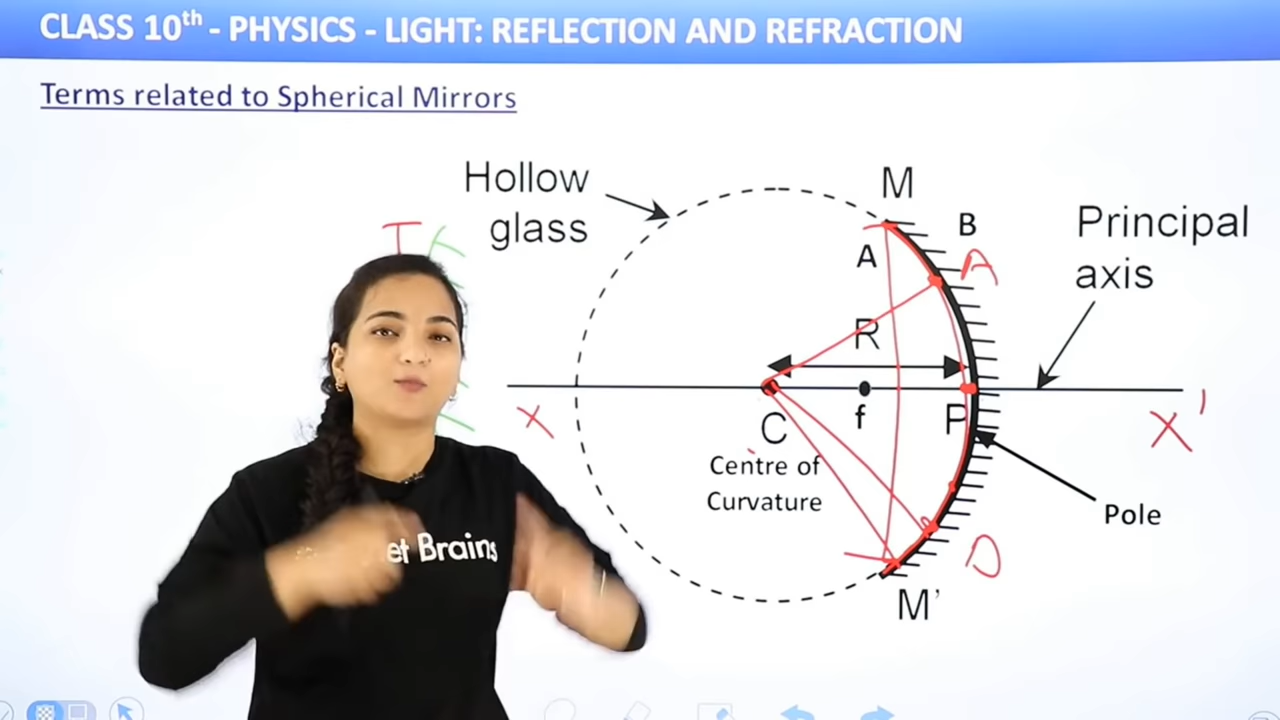 CLASS 10th - PHYSICS - LIGHT: REFLECTION AND REFRACTION
Terms related to Spherical Mirrors
Hollow
glass
M
A
B
A
Principal
axis
R
X
C
f
P
X'
Centre of
Curvature
Pole
D
M'
et Brains